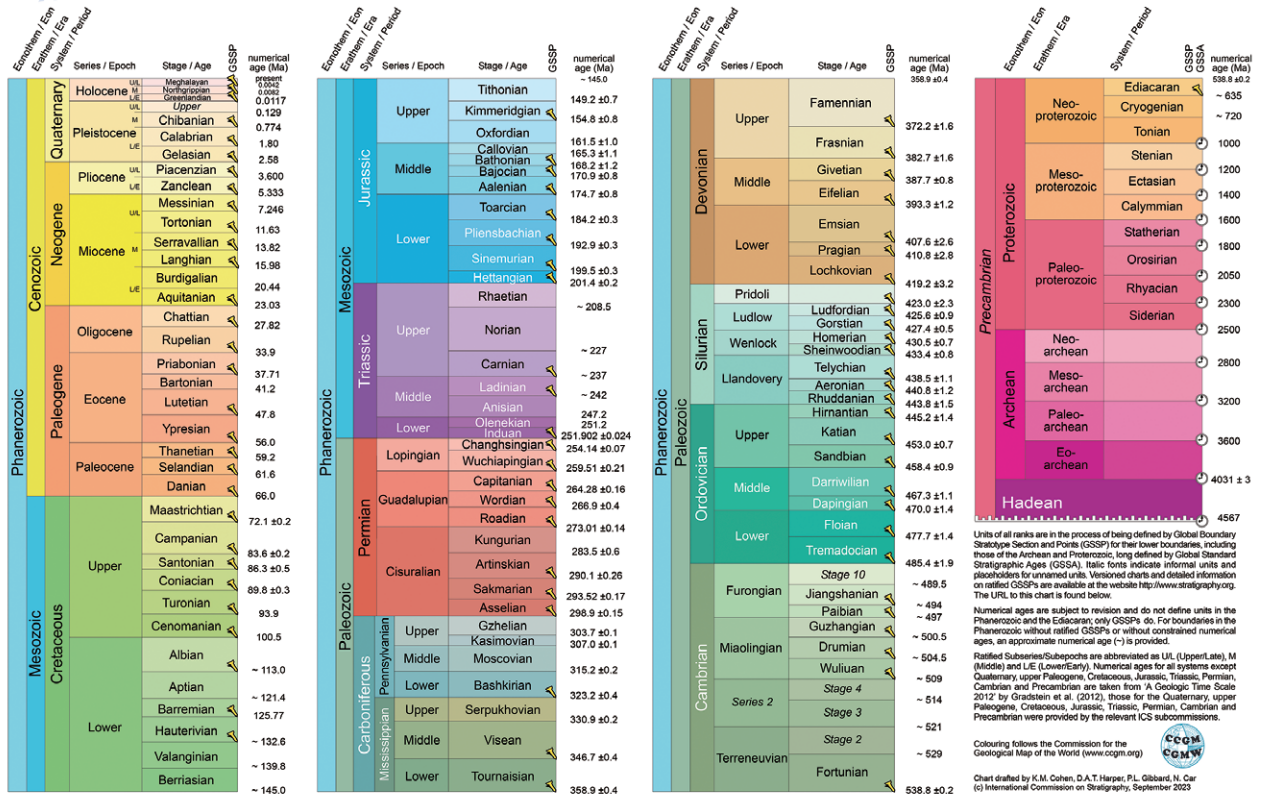 Eonothem / Eon
Erathem / Era
System / Period
Series / Epoch
Stage / Age
GSSP
numerical
age (Ma)
Phanerozoic
Cenozoic
Quaternary
Holocene
U/L
Meghalayan
present
0.0042
M
Northgrippian
0.0082
L/E
Greenlandian
0.0117
Pleistocene
U/L
Upper
0.129
M
Chibanian
0.774
Calabrian
1.80
L/E
Gelasian
2.58
Neogene
Pliocene
U/L
Piacenzian
3.600
L/E
Zanclean
5.333
Miocene
U/L
Messinian
7.246
Tortonian
11.63
M
Serravallian
13.82
Langhian
15.98
L/E
Burdigalian
20.44
Aquitanian
23.03
Paleogene
Oligocene
Chattian
27.82
Rupelian
33.9
Eocene
Priabonian
37.71
Bartonian
41.2
Lutetian
47.8
Ypresian
56.0
Paleocene
Thanetian
59.2
Selandian
61.6
Danian
66.0
Mesozoic
Cretaceous
Upper
Maastrichtian
72.1 ±0.2
Campanian
83.6 ±0.2
Santonian
86.3 ±0.5
Coniacian
89.8 ±0.3
Turonian
93.9
Cenomanian
100.5
Lower
Albian
~ 113.0
Aptian
~ 121.4
Barremian
125.77
Hauterivian
~ 132.6
Valanginian
~ 139.8
Berriasian
~ 145.0
Eonothem / Eon
Erathem / Era
System / Period
Series / Epoch
Stage / Age
GSSP
numerical
age (Ma)
~ 145.0
Phanerozoic
Mesozoic
Jurassic
Upper
Tithonian
149.2 ±0.7
Kimmeridgian
154.8 ±0.8
Oxfordian
161.5 ±1.0
Middle
Callovian
165.3 ±1.1
Bathonian
168.2 ±1.2
Bajocian
170.9 ±0.8
Aalenian
174.7 ±0.8
Lower
Toarcian
184.2 ±0.3
Pliensbachian
192.9 ±0.3
Sinemurian
199.5 ±0.3
Hettangian
201.4 ±0.2
Triassic
Upper
Rhaetian
~ 208.5
Norian
~ 227
Carnian
~ 237
Middle
Ladinian
~ 242
Anisian
247.2
Lower
Olenekian
251.2
Induan
251.902 ±0.024
Paleozoic
Permian
Lopingian
Changhsingian
254.14 ±0.07
Wuchiapingian
259.51 ±0.21
Guadalupian
Capitanian
264.28 ±0.16
Wordian
266.9 ±0.4
Roadian
273.01 ±0.14
Cisuralian
Kungurian
283.5 ±0.6
Artinskian
290.1 ±0.26
Sakmarian
293.52 ±0.17
Asselian
298.9 ±0.15
Carboniferous
Pennsylvanian
Upper
Gzhelian
303.7 ±0.1
Kasimovian
307.0 ±0.1
Middle
Moscovian
315.2 ±0.2
Lower
Bashkirian
323.2 ±0.4
Mississippian
Upper
Serpukhovian
330.9 ±0.2
Middle
Visean
346.7 ±0.4
Lower
Tournaisian
358.9 ±0.4
Eonothem / Eon
Erathem / Era
System / Period
Series / Epoch
Stage / Age
GSSP
numerical
age (Ma)
358.9 ±0.4
Phanerozoic
Paleozoic
Devonian
Upper
Famennian
372.2 ±1.6
Frasnian
382.7 ±1.6
Middle
Givetian
387.7 ±0.8
Eifelian
393.3 ±1.2
Lower
Emsian
407.6 ±2.6
Pragian
410.8 ±2.8
Lochkovian
419.2 ±3.2
Silurian
Pridoli
423.0 ±2.3
Ludlow
Ludfordian
425.6 ±0.9
Gorstian
427.4 ±0.5
Wenlock
Homerian
430.5 ±0.7
Sheinwoodian
433.4 ±0.8
Llandovery
Telychian
438.5 ±1.1
Aeronian
440.8 ±1.2
Rhuddanian
443.8 ±1.5
Ordovician
Upper
Hirnantian
445.2 ±1.4
Katian
453.0 ±0.7
Sandbian
458.4 ±0.9
Middle
Darriwilian
467.3 ±1.1
Dapingian
470.0 ±1.4
Lower
Floian
477.7 ±1.4
Tremadocian
485.4 ±1.9
Cambrian
Furongian
Stage 10
~ 489.5
Jiangshanian
~ 494
Paibian
~ 497
Miaolingian
Guzhangian
~ 500.5
Drumian
~ 504.5
Wuliuan
~ 509
Series 2
Stage 4
~ 514
Stage 3
~ 521
Terreneuvian
Stage 2
~ 529
Fortunian
538.8 ±0.2
Eonothem / Eon
Erathem / Era
System / Period
GSSP
GSSA
numerical
age (Ma)
538.8 ±0.2
Precambrian
Proterozoic
Neo-
proterozoic
Ediacaran
~ 635
Cryogenian
~ 720
Tonian
1000
Meso-
proterozoic
Stenian
1200
Ectasian
1400
Calymmian
1600
Paleo-
proterozoic
Statherian
1800
Orosirian
2050
Rhyacian
2300
Siderian
2500
Archean
Neo-
archean
2800
Meso-
archean
3200
Paleo-
archean
3600
Eo-
archean
4031 ± 3
Hadean
4567
Units of all ranks are in the process of being defined by Global Boundary
Stratotype Section and Points (GSSP) for their lower boundaries, including
those of the Archean and Proterozoic, long defined by Global Standard
Stratigraphic Ages (GSSA). Italic fonts indicate informal units and
placeholders for unnamed units. Versioned charts and detailed information
on ratified GSSPs are available at the website http://www.stratigraphy.org.
The URL to this chart is found below.
Numerical ages are subject to revision and do not define units in the
Phanerozoic and the Ediacaran; only GSSPs do. For boundaries in the
Phanerozoic without ratified GSSPs or without constrained numerical
ages, an approximate numerical age (~) is provided.
Ratified Subseries/Subepochs are abbreviated as U/L (Upper/Late), M
(Middle) and L/E (Lower/Early). Numerical ages for all systems except
Quaternary, upper Paleogene, Cretaceous, Jurassic, Triassic, Permian,
Cambrian and Precambrian are taken from 'A Geologic Time Scale
2012' by Gradstein et al. (2012), those for the Quaternary, upper
Paleogene, Cretaceous, Jurassic, Triassic, Permian, Cambrian and
Precambrian were provided by the relevant ICS subcommissions.
Colouring follows the Commission for the
Geological Map of the World (www.ccgm.org)
CCGM
CGMW
Chart drafted by K.M. Cohen, D.A.T. Harper, P.L. Gibbard, N. Car
(c) International Commission on Stratigraphy, September 2023